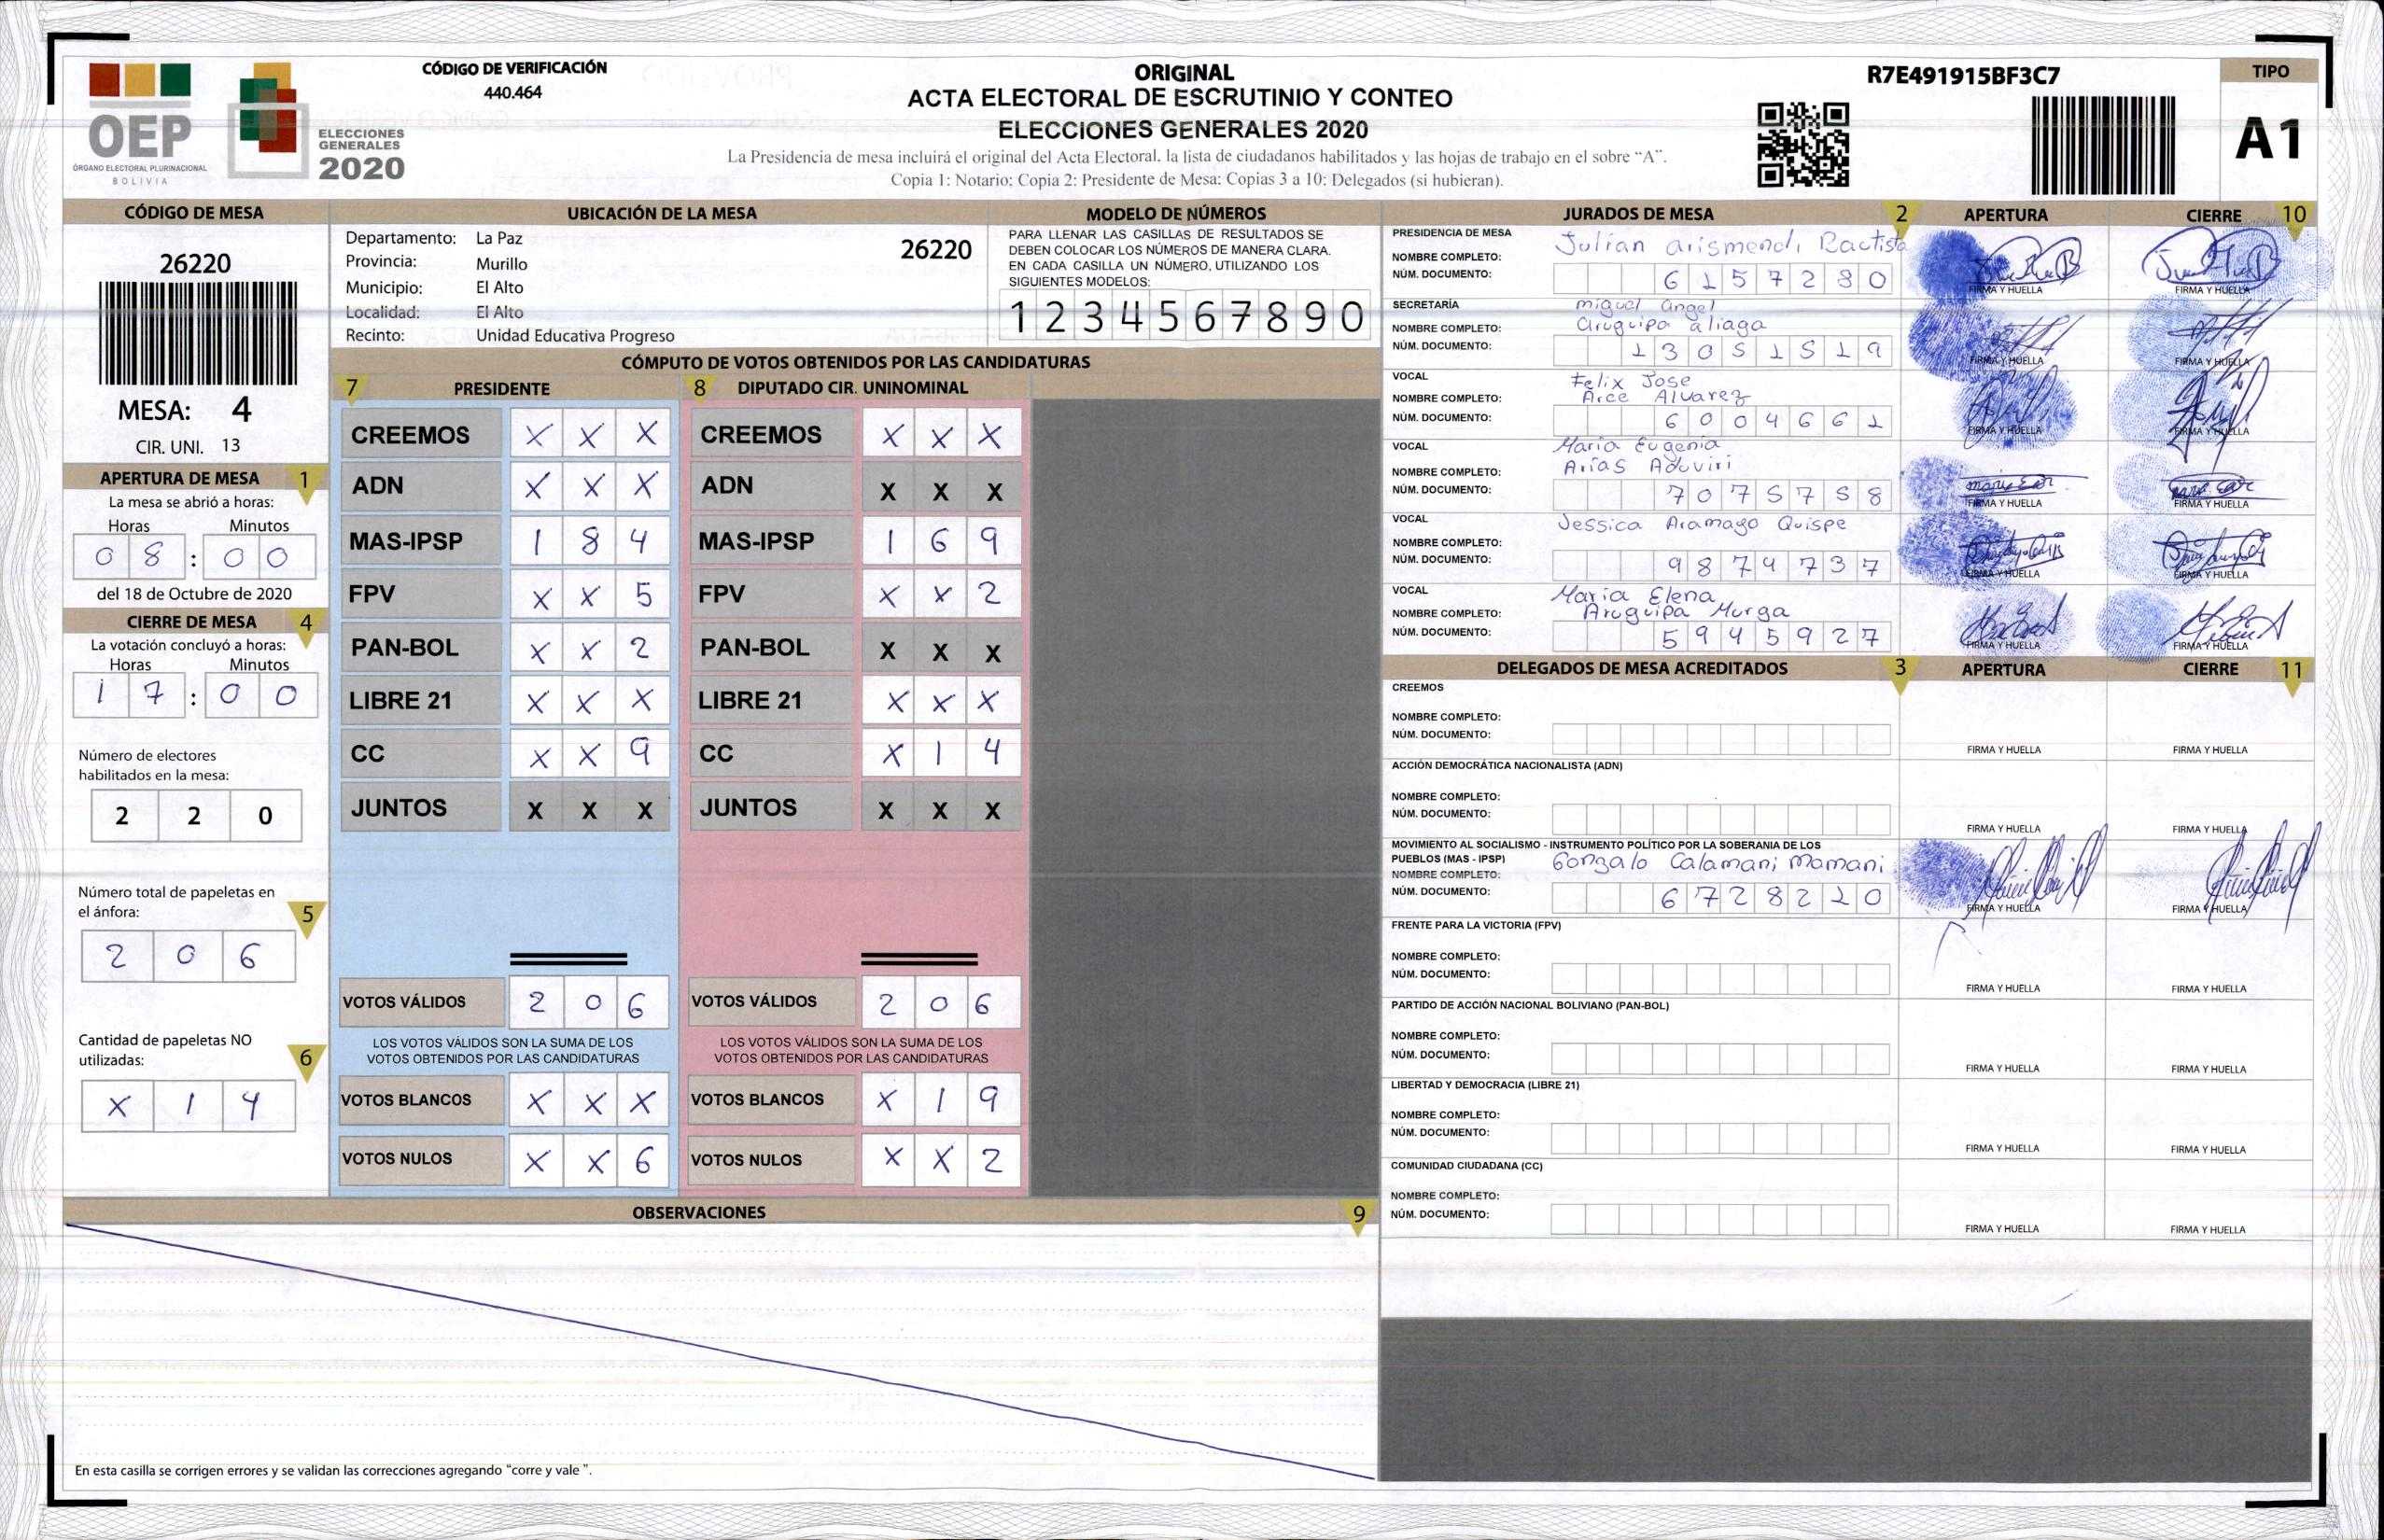 CÓDIGO DE VERIFICACIÓN
440.464
OEP
ÓRGANO ELECTORAL PLURINACIONAL
BOLIVIA
ELECCIONES
GENERALES
2020
ORIGINAL
ACTA ELECTORAL DE ESCRUTINIO Y CONTEO
ELECCIONES GENERALES 2020
La Presidencia de mesa incluirá el original del Acta Electoral, la lista de ciudadanos habilitados y las hojas de trabajo en el sobre “A”.
Copia 1: Notario; Copia 2: Presidente de Mesa; Copias 3 a 10: Delegados (si hubieran).
R7E491915BF3C7
TIPO
A1
CÓDIGO DE MESA
26220
MESA: 4
CIR. UNI. 13
APERTURA DE MESA 1
La mesa se abrió a horas:
Horas Minutos
0 8 : 0 0
del 18 de Octubre de 2020
CIERRE DE MESA 4
La votación concluyó a horas:
Horas Minutos
1 7 : 0 0
Número de electores
habilitados en la mesa:
2 2 0
Número total de papeletas en
el ánfora: 5
2 0 6
Cantidad de papeletas NO
utilizadas: 6
X 1 4
UBICACIÓN DE LA MESA
Departamento: La Paz
26220
Provincia: Murillo
Municipio: El Alto
Localidad: El Alto
Recinto: Unidad Educativa Progreso
MODELO DE NÚMEROS
PARA LLENAR LAS CASILLAS DE RESULTADOS SE
DEBEN COLOCAR LOS NÚMEROS DE MANERA CLARA.
EN CADA CASILLA UN NÚMERO, UTILIZANDO LOS
SIGUIENTES MODELOS:
1 2 3 4 5 6 7 8 9 0
CÓMPUTO DE VOTOS OBTENIDOS POR LAS CANDIDATURAS
7 PRESIDENTE 8 DIPUTADO CIR. UNINOMINAL
CREEMOS X X X CREEMOS X X X
ADN X X X ADN X X X
MAS-IPSP 1 8 4 MAS-IPSP 1 6 9
FPV X X 5 FPV X X 2
PAN-BOL X X 2 PAN-BOL X X X
LIBRE 21 X X X LIBRE 21 X X X
CC X X 9 CC X 1 4
JUNTOS X X X JUNTOS X X X
VOTOS VÁLIDOS 2 0 6 VOTOS VÁLIDOS 2 0 6
LOS VOTOS VÁLIDOS SON LA SUMA DE LOS LOS VOTOS VÁLIDOS SON LA SUMA DE LOS
VOTOS OBTENIDOS POR LAS CANDIDATURAS VOTOS OBTENIDOS POR LAS CANDIDATURAS
VOTOS BLANCOS X X X VOTOS BLANCOS X 1 9
VOTOS NULOS X X 6 VOTOS NULOS X X 2
OBSERVACIONES 9
En esta casilla se corrigen errores y se validan las correcciones agregando “corre y vale ”.
JURADOS DE MESA 2 APERTURA CIERRE 10
PRESIDENCIA DE MESA
NOMBRE COMPLETO: Julian arismendi Bautista
NÚM. DOCUMENTO: 6 1 5 7 2 8 0
FIRMA Y HUELLA FIRMA Y HUELLA
SECRETARÍA miguel angel
NOMBRE COMPLETO: aruquipa aliaga
NÚM. DOCUMENTO: 1 3 0 5 1 5 1 9
FIRMA Y HUELLA FIRMA Y HUELLA
VOCAL Felix Jose
NOMBRE COMPLETO: Arce Alvarez
NÚM. DOCUMENTO: 6 0 0 4 6 6 1
FIRMA Y HUELLA FIRMA Y HUELLA
VOCAL Maria Eugenia
NOMBRE COMPLETO: Arias Aduviri
NÚM. DOCUMENTO: 7 0 7 5 7 5 8
FIRMA Y HUELLA FIRMA Y HUELLA
VOCAL Jessica Aramayo Quispe
NOMBRE COMPLETO:
NÚM. DOCUMENTO: 9 8 7 4 7 3 7
FIRMA Y HUELLA FIRMA Y HUELLA
VOCAL Maria Elena
NOMBRE COMPLETO: Aruquipa Murga
NÚM. DOCUMENTO: 5 9 4 5 9 2 7
FIRMA Y HUELLA FIRMA Y HUELLA
DELEGADOS DE MESA ACREDITADOS 3 APERTURA CIERRE 11
CREEMOS
NOMBRE COMPLETO:
NÚM. DOCUMENTO:
FIRMA Y HUELLA FIRMA Y HUELLA
ACCIÓN DEMOCRÁTICA NACIONALISTA (ADN)
NOMBRE COMPLETO:
NÚM. DOCUMENTO:
FIRMA Y HUELLA FIRMA Y HUELLA
MOVIMIENTO AL SOCIALISMO - INSTRUMENTO POLÍTICO POR LA SOBERANIA DE LOS
PUEBLOS (MAS - IPSP) Gonzalo Calamani Mamani
NOMBRE COMPLETO:
NÚM. DOCUMENTO: 6 7 2 8 2 1 0
FIRMA Y HUELLA FIRMA Y HUELLA
FRENTE PARA LA VICTORIA (FPV)
NOMBRE COMPLETO:
NÚM. DOCUMENTO:
FIRMA Y HUELLA FIRMA Y HUELLA
PARTIDO DE ACCIÓN NACIONAL BOLIVIANO (PAN-BOL)
NOMBRE COMPLETO:
NÚM. DOCUMENTO:
FIRMA Y HUELLA FIRMA Y HUELLA
LIBERTAD Y DEMOCRACIA (LIBRE 21)
NOMBRE COMPLETO:
NÚM. DOCUMENTO:
FIRMA Y HUELLA FIRMA Y HUELLA
COMUNIDAD CIUDADANA (CC)
NOMBRE COMPLETO:
NÚM. DOCUMENTO:
FIRMA Y HUELLA FIRMA Y HUELLA